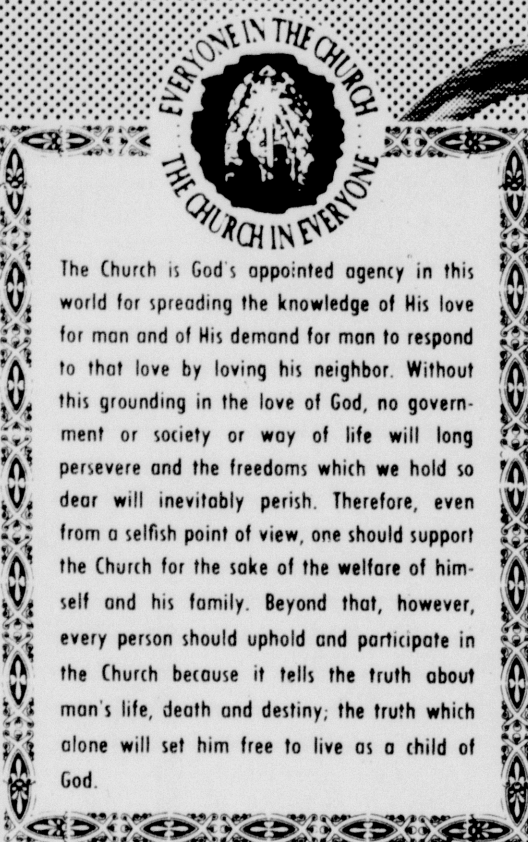 EVERYONE IN THE CHURCH
THE CHURCH IN EVERYONE
The Church is God's appointed agency in this
world for spreading the knowledge of His love
for man and of His demand for man to respond
to that love by loving his neighbor. Without
this grounding in the love of God, no govern-
ment or society or way of life will long
persevere and the freedoms which we hold so
dear will inevitably perish. Therefore, even
from a selfish point of view, one should support
the Church for the sake of the welfare of him-
self and his family. Beyond that, however,
every person should uphold and participate in
the Church because it tells the truth about
man's life, death and destiny; the truth which
alone will set him free to live as a child of
God.